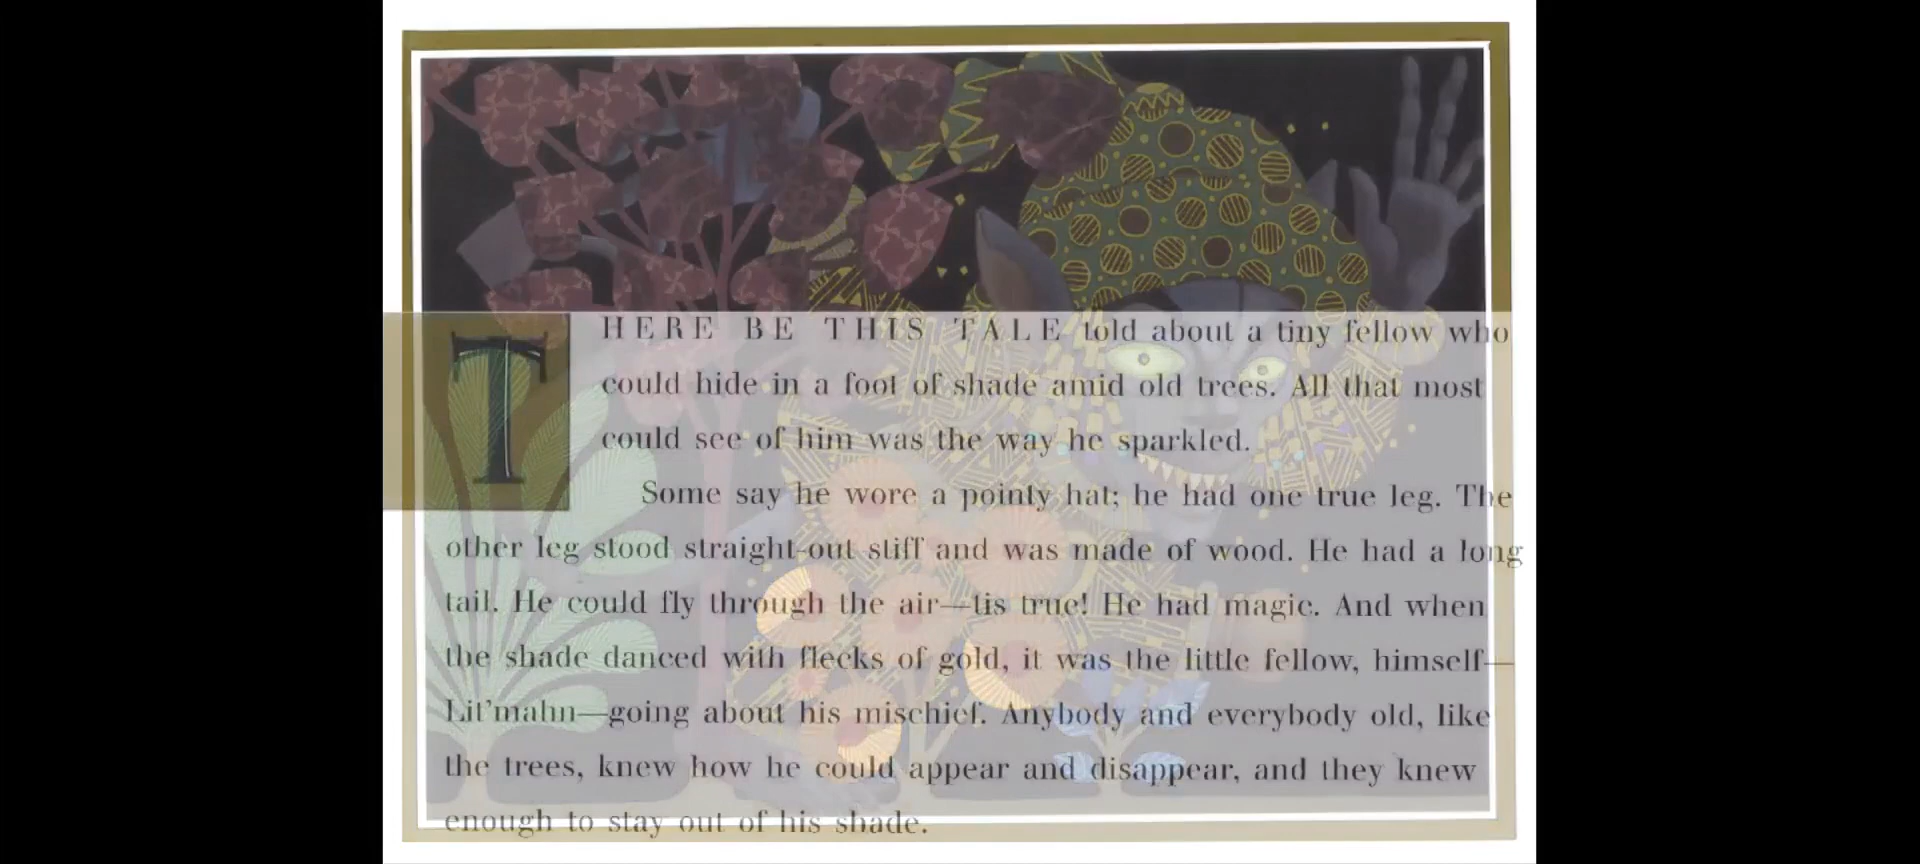 THERE BE THIS TALE told about a tiny fellow who
could hide in a foot of shade amid old trees. All that most
could see of him was the way he sparkled.
Some say he wore a pointy hat; he had one true leg. The
other leg stood straight-out stiff and was made of wood. He had a long
tail. He could fly through the air—tis true! He had magic. And when
the shade danced with flecks of gold, it was the little fellow, himself—
Lit'mahn—going about his mischief. Anybody and everybody old, like
the trees, knew how he could appear and disappear, and they knew
enough to stay out of his shade.